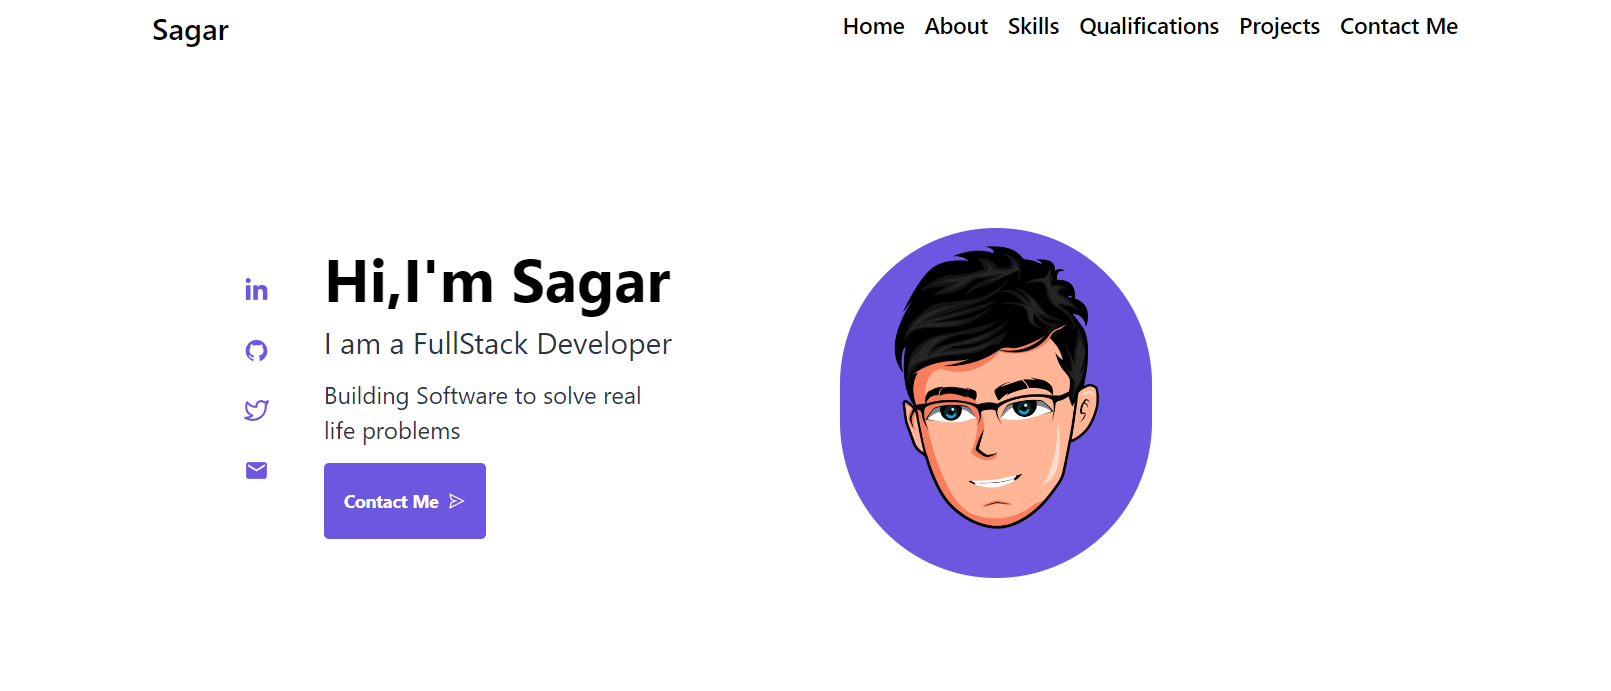 Sagar
Home About Skills Qualifications Projects Contact Me
Hi,I'm Sagar
I am a FullStack Developer
Building Software to solve real
life problems
Contact Me